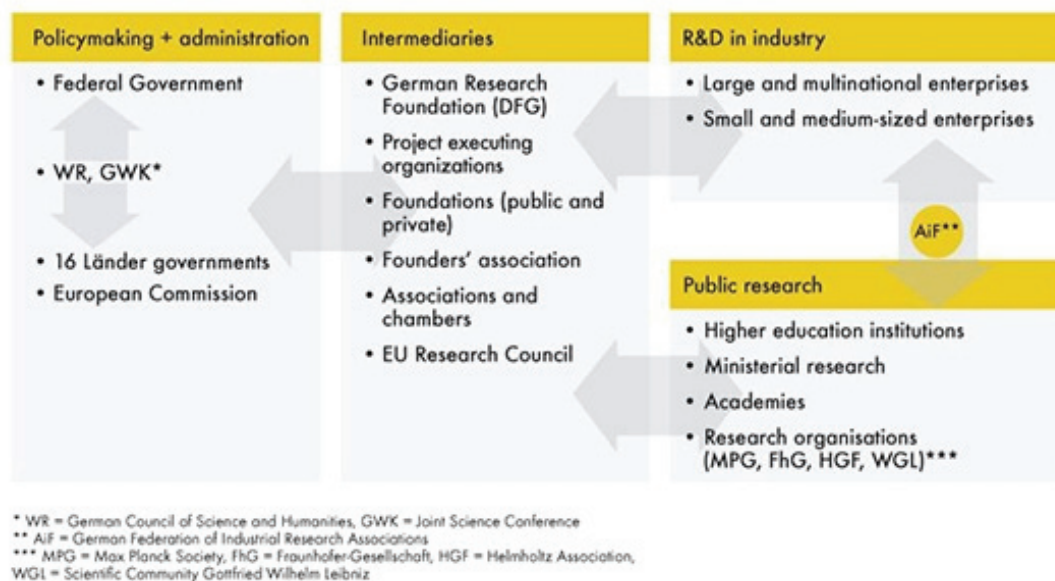 Policymaking + administration
• Federal Government
• WR, GWK*
• 16 Länder governments
• European Commission
Intermediaries
• German Research
Foundation (DFG)
• Project executing
organizations
• Foundations (public and
private)
• Founders' association
• Associations and
chambers
• EU Research Council
R&D in industry
• Large and multinational enterprises
• Small and medium-sized enterprises
AiF**
Public research
• Higher education institutions
• Ministerial research
• Academies
• Research organisations
(MPG, FhG, HGF, WGL)***
* WR = German Council of Science and Humanities, GWK = Joint Science Conference
** AiF = German Federation of Industrial Research Associations
*** MPG = Max Planck Society, FhG = Fraunhofer-Gesellschaft, HGF = Helmholtz Association,
WGL = Scientific Community Gottfried Wilhelm Leibniz